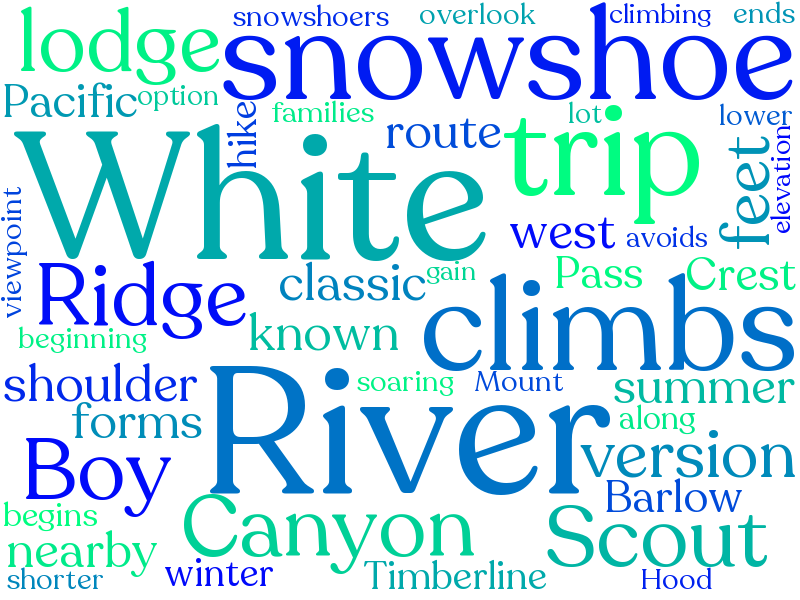 lodge snowshoers overlook climbing ends
snowshoe
Pacific option families lot lower
hike route trip feet elevation
White
viewpoint west avoids
Ridge classic gain Pass Crest
beginning known climbs
shoulder soaring Mount summer
forms River along
Boy version
begins Canyon Barlow
nearby Scout
shorter winter Timberline Hood